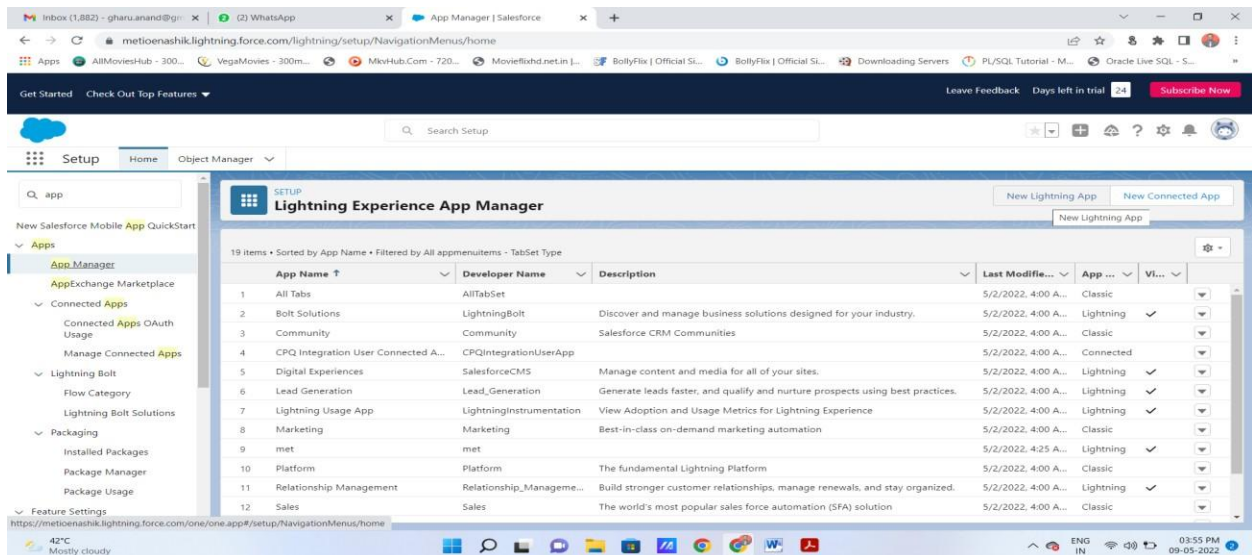 Inbox (1,882) - gharu.anand@gm
(2) WhatsApp
App Manager | Salesforce
metioenashik.lightning.force.com/lightning/setup/NavigationMenus/home
Apps
AllMoviesHub - 300...
VegaMovies - 300m...
MkvHub.Com - 720...
Movieflixhd.net.in |...
BollyFlix | Official Si...
BollyFlix | Official Si...
Downloading Servers
PL/SQL Tutorial - M...
Oracle Live SQL - S...
»
Get Started Check Out Top Features
Leave Feedback Days left in trial 24 Subscribe Now
Search Setup
Setup Home Object Manager
app
New Salesforce Mobile App QuickStart
Apps
App Manager
AppExchange Marketplace
Connected Apps
Connected Apps OAuth
Usage
Manage Connected Apps
Lightning Bolt
Flow Category
Lightning Bolt Solutions
Packaging
Installed Packages
Package Manager
Package Usage
Feature Settings
https://metioenashik.lightning.force.com/one/one.app#/setup/NavigationMenus/home
SETUP
Lightning Experience App Manager
New Lightning App New Connected App
New Lightning App
19 items • Sorted by App Name • Filtered by All appmenuitems - TabSet Type
App Name ↑ Developer Name Description Last Modifie... App ... Vi...
1 All Tabs AllTabSet 5/2/2022, 4:00 A... Classic
2 Bolt Solutions LightningBolt Discover and manage business solutions designed for your industry. 5/2/2022, 4:00 A... Lightning ✓
3 Community Community Salesforce CRM Communities 5/2/2022, 4:00 A... Classic
4 CPQ Integration User Connected A... CPQIntegrationUserApp 5/2/2022, 4:00 A... Connected
5 Digital Experiences SalesforceCMS Manage content and media for all of your sites. 5/2/2022, 4:00 A... Lightning ✓
6 Lead Generation Lead_Generation Generate leads faster, and qualify and nurture prospects using best practices. 5/2/2022, 4:00 A... Lightning ✓
7 Lightning Usage App LightningInstrumentation View Adoption and Usage Metrics for Lightning Experience 5/2/2022, 4:00 A... Lightning ✓
8 Marketing Marketing Best-in-class on-demand marketing automation 5/2/2022, 4:00 A... Classic
9 met met 5/2/2022, 4:25 A... Lightning ✓
10 Platform Platform The fundamental Lightning Platform 5/2/2022, 4:00 A... Classic
11 Relationship Management Relationship_Manageme... Build stronger customer relationships, manage renewals, and stay organized. 5/2/2022, 4:00 A... Lightning ✓
12 Sales Sales The world's most popular sales force automation (SFA) solution 5/2/2022, 4:00 A... Classic
42°C
Mostly cloudy
ENG
IN
03:55 PM
09-05-2022